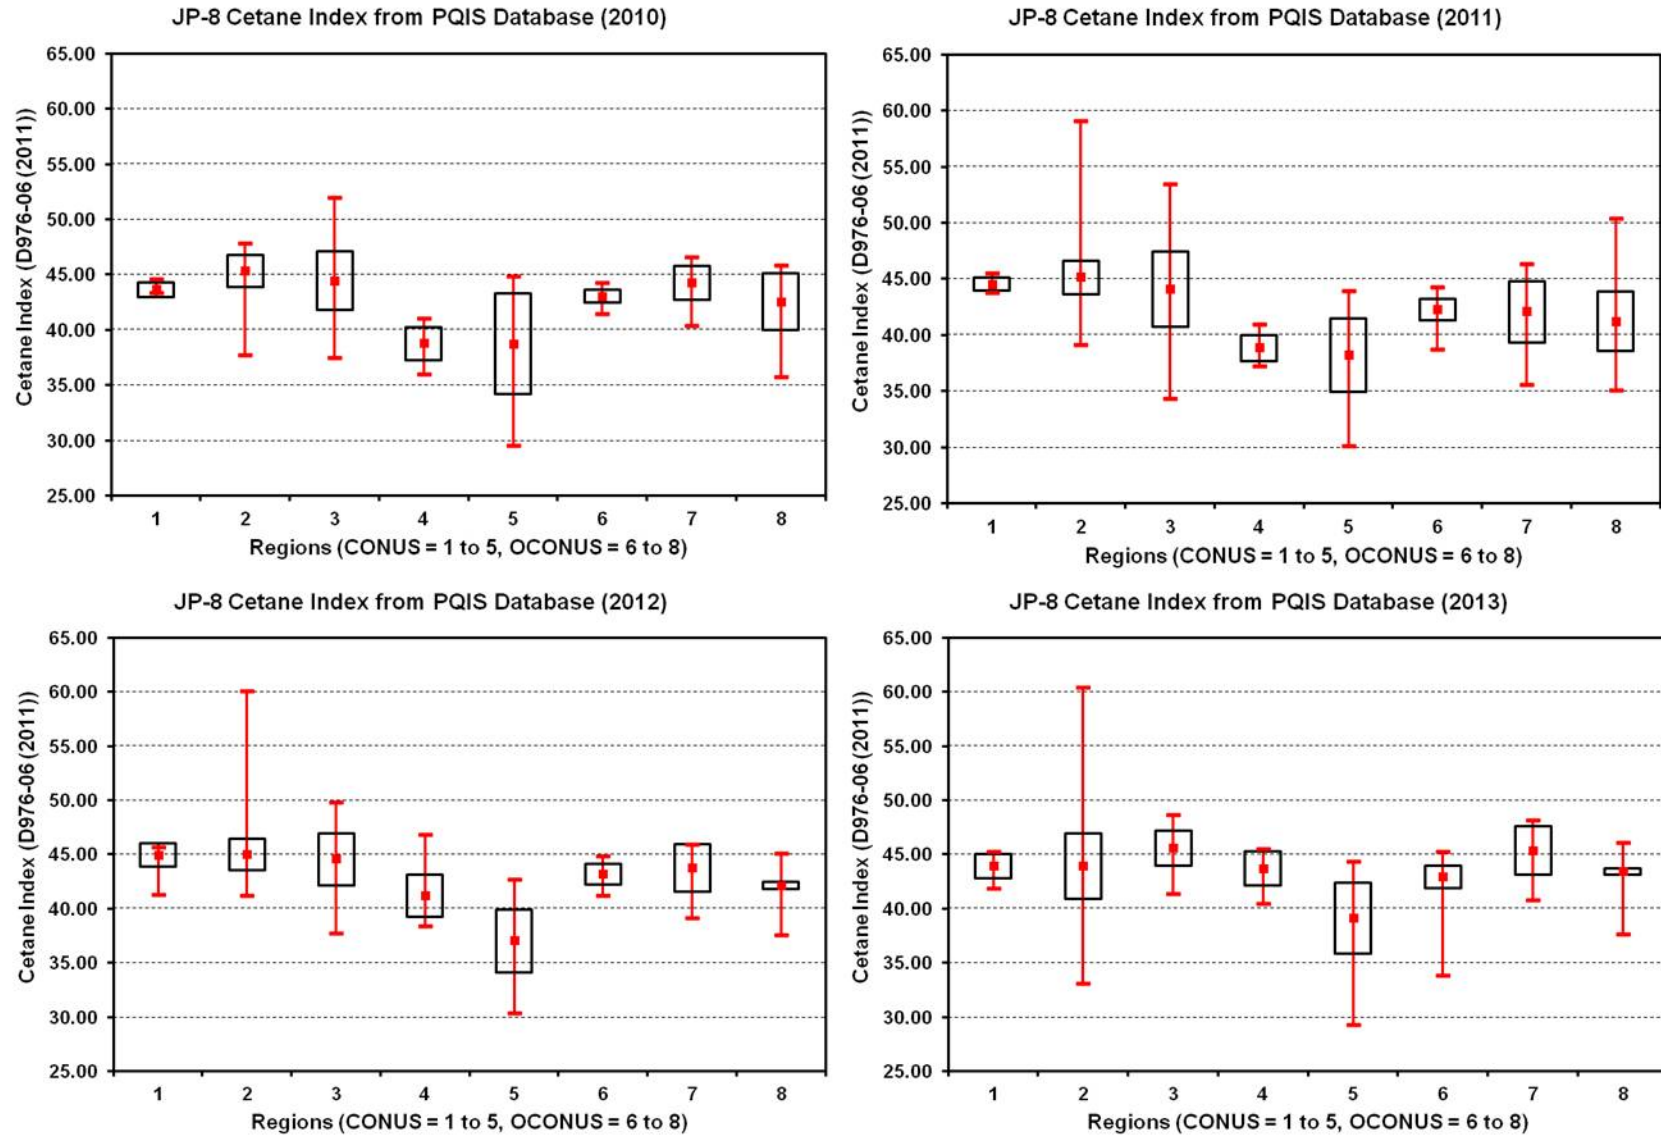 JP-8 Cetane Index from PQIS Database (2010)
Cetane Index (D976-06 (2011))
65.00
60.00
55.00
50.00
45.00
40.00
35.00
30.00
25.00
1 2 3 4 5 6 7 8
Regions (CONUS = 1 to 5, OCONUS = 6 to 8)
JP-8 Cetane Index from PQIS Database (2011)
Cetane Index (D976-06 (2011))
65.00
60.00
55.00
50.00
45.00
40.00
35.00
30.00
25.00
1 2 3 4 5 6 7 8
Regions (CONUS = 1 to 5, OCONUS = 6 to 8)
JP-8 Cetane Index from PQIS Database (2012)
Cetane Index (D976-06 (2011))
65.00
60.00
55.00
50.00
45.00
40.00
35.00
30.00
25.00
1 2 3 4 5 6 7 8
Regions (CONUS = 1 to 5, OCONUS = 6 to 8)
JP-8 Cetane Index from PQIS Database (2013)
Cetane Index (D976-06 (2011))
65.00
60.00
55.00
50.00
45.00
40.00
35.00
30.00
25.00
1 2 3 4 5 6 7 8
Regions (CONUS = 1 to 5, OCONUS = 6 to 8)